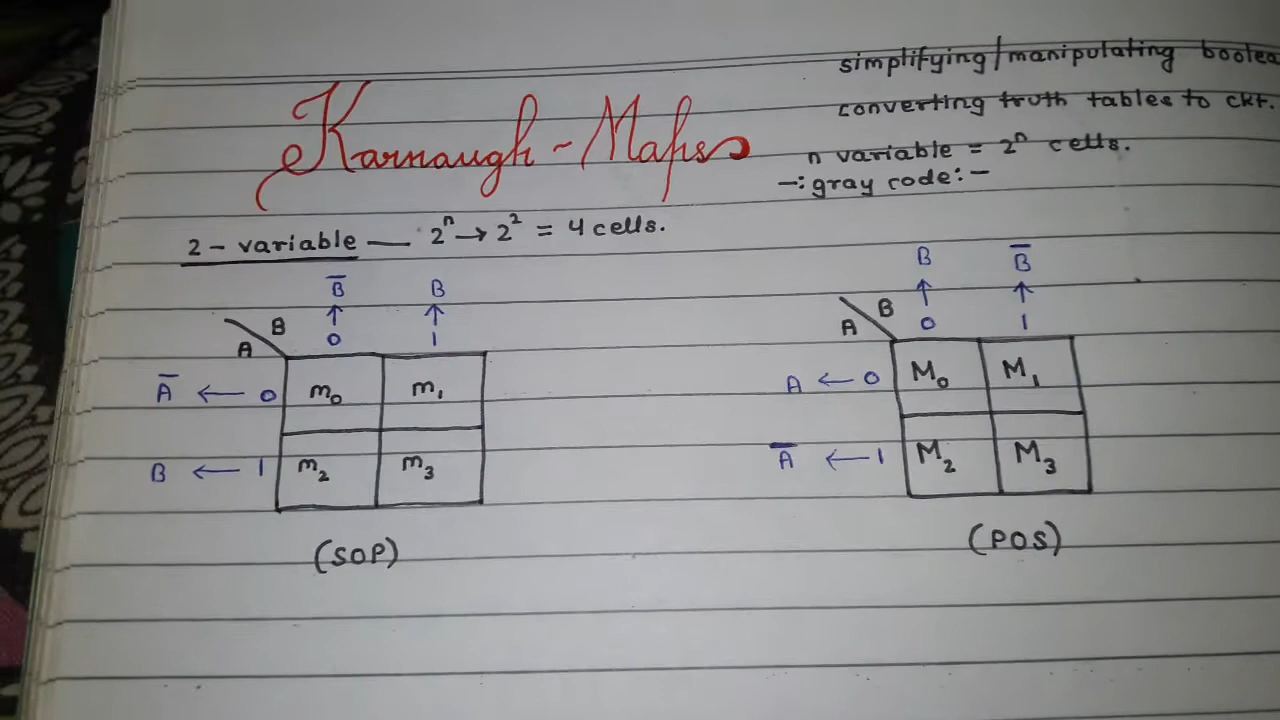 simplifying/manipulating boolea
converting truth tables to ckt.
Karnaugh-Maps
n variable = 2ⁿ cells.
-:gray code:-
2-variable — 2ⁿ→2² = 4 cells.
B̅ B
↑ ↑
B 0 1
A
A̅ ← 0 m₀ m₁
B ← 1 m₂ m₃
(SOP)
B B̅
↑ ↑
B 0 1
A
A ← 0 M₀ M₁
A̅ ← 1 M₂ M₃
(POS)